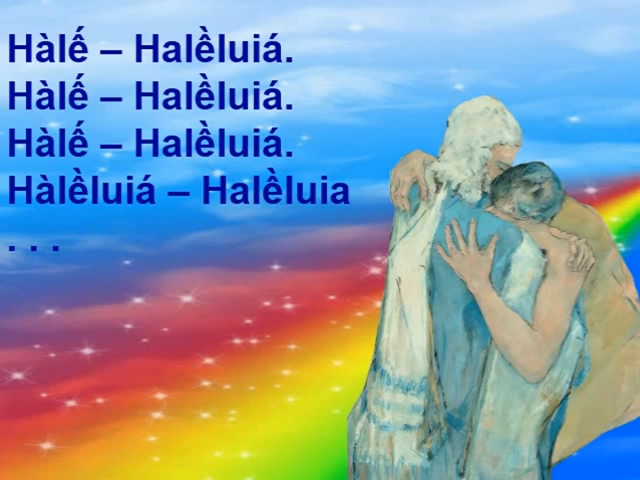 Hàlế – Halềluiá.
Hàlế – Halềluiá.
Hàlế – Halềluiá.
Hàlềluiá – Halềluia
. . .